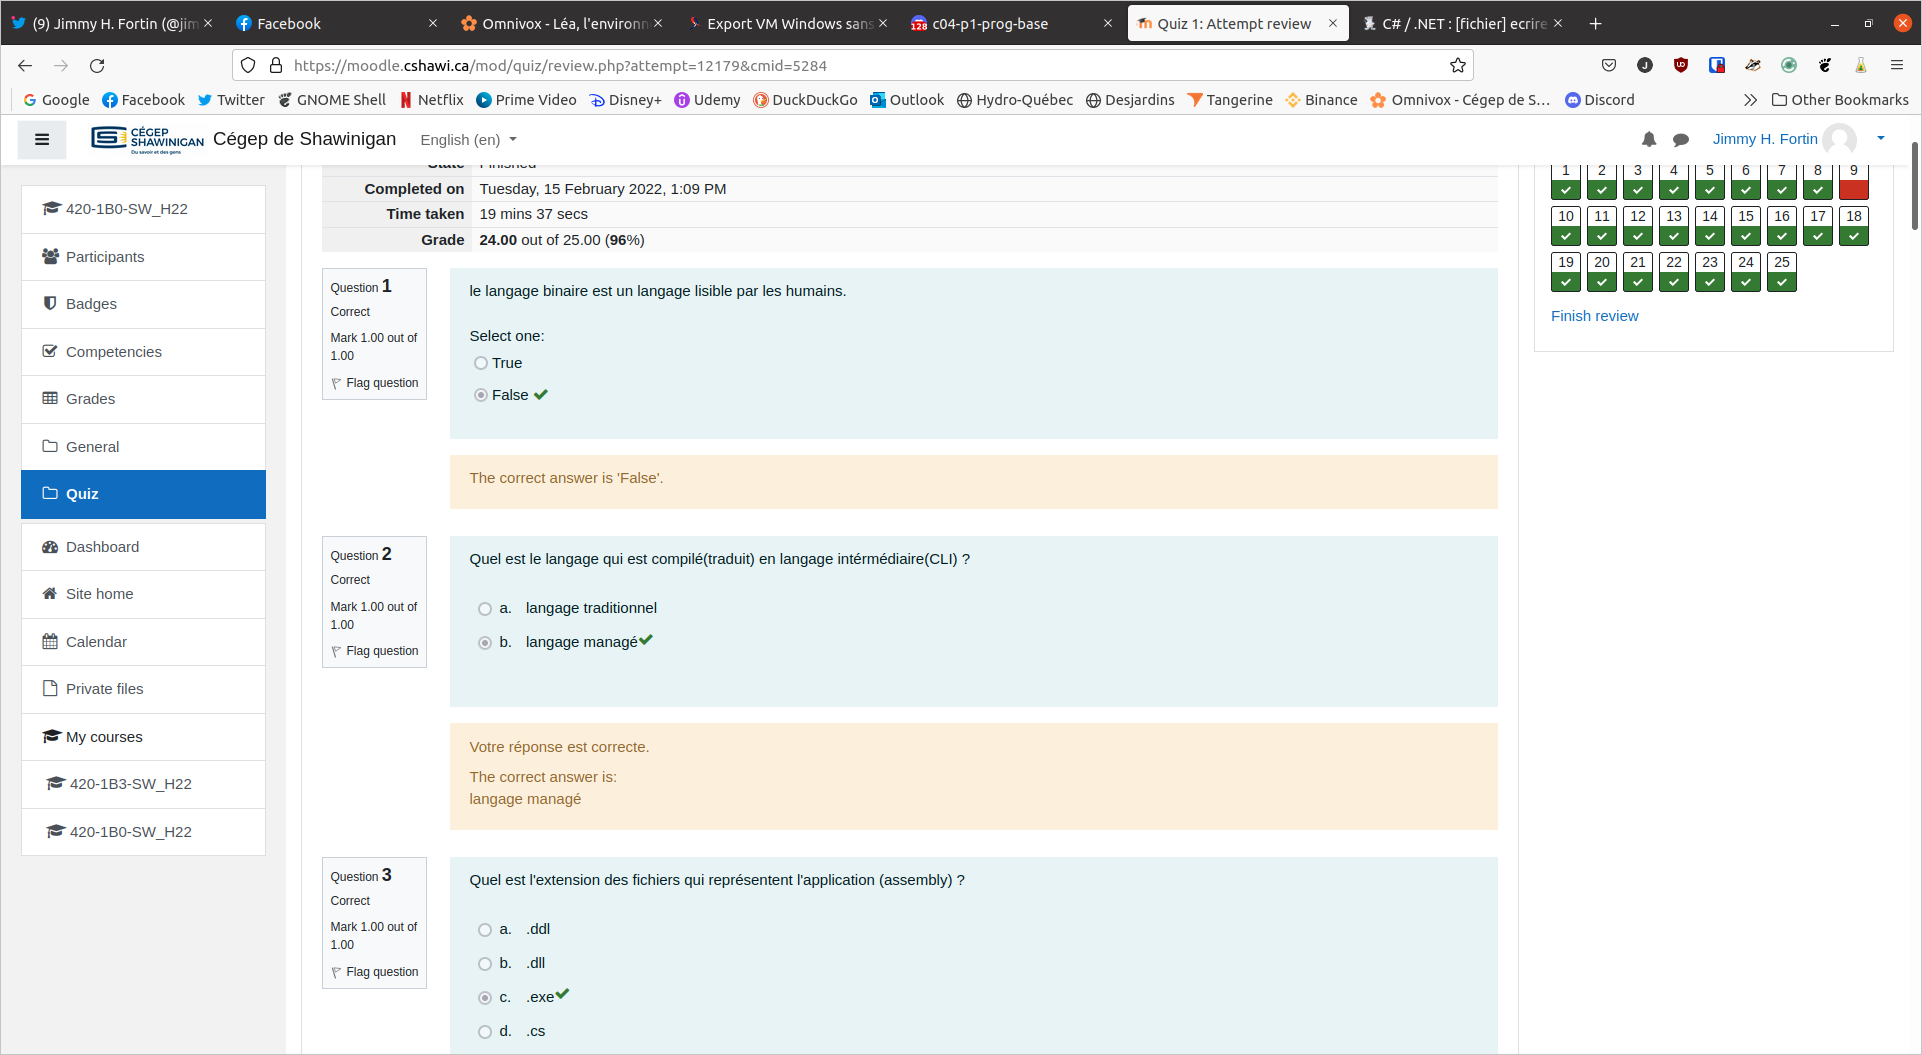 (9) Jimmy H. Fortin (@jim
Facebook
Omnivox - Léa, l'environn
Export VM Windows sans
128
c04-p1-prog-base
Quiz 1: Attempt review
C# / .NET : [fichier] ecrire
https://moodle.cshawi.ca/mod/quiz/review.php?attempt=12179&cmid=5284
Google
Facebook
Twitter
GNOME Shell
Netflix
Prime Video
Disney+
Udemy
DuckDuckGo
Outlook
Hydro-Québec
Desjardins
Tangerine
Binance
Omnivox - Cégep de S...
Discord
Other Bookmarks
CÉGEP
SHAWINIGAN
Du savoir et des gens
Cégep de Shawinigan
English (en)
Jimmy H. Fortin
420-1B0-SW_H22
Participants
Badges
Competencies
Grades
General
Quiz
Dashboard
Site home
Calendar
Private files
My courses
420-1B3-SW_H22
420-1B0-SW_H22
State Finished
Completed on Tuesday, 15 February 2022, 1:09 PM
Time taken 19 mins 37 secs
Grade 24.00 out of 25.00 (96%)
Question 1
Correct
Mark 1.00 out of
1.00
Flag question
le langage binaire est un langage lisible par les humains.
Select one:
True
False
The correct answer is 'False'.
Question 2
Correct
Mark 1.00 out of
1.00
Flag question
Quel est le langage qui est compilé(traduit) en langage intérmédiaire(CLI) ?
a. langage traditionnel
b. langage managé
Votre réponse est correcte.
The correct answer is:
langage managé
Question 3
Correct
Mark 1.00 out of
1.00
Flag question
Quel est l'extension des fichiers qui représentent l'application (assembly) ?
a. .ddl
b. .dll
c. .exe
d. .cs
1 2 3 4 5 6 7 8 9
10 11 12 13 14 15 16 17 18
19 20 21 22 23 24 25
Finish review